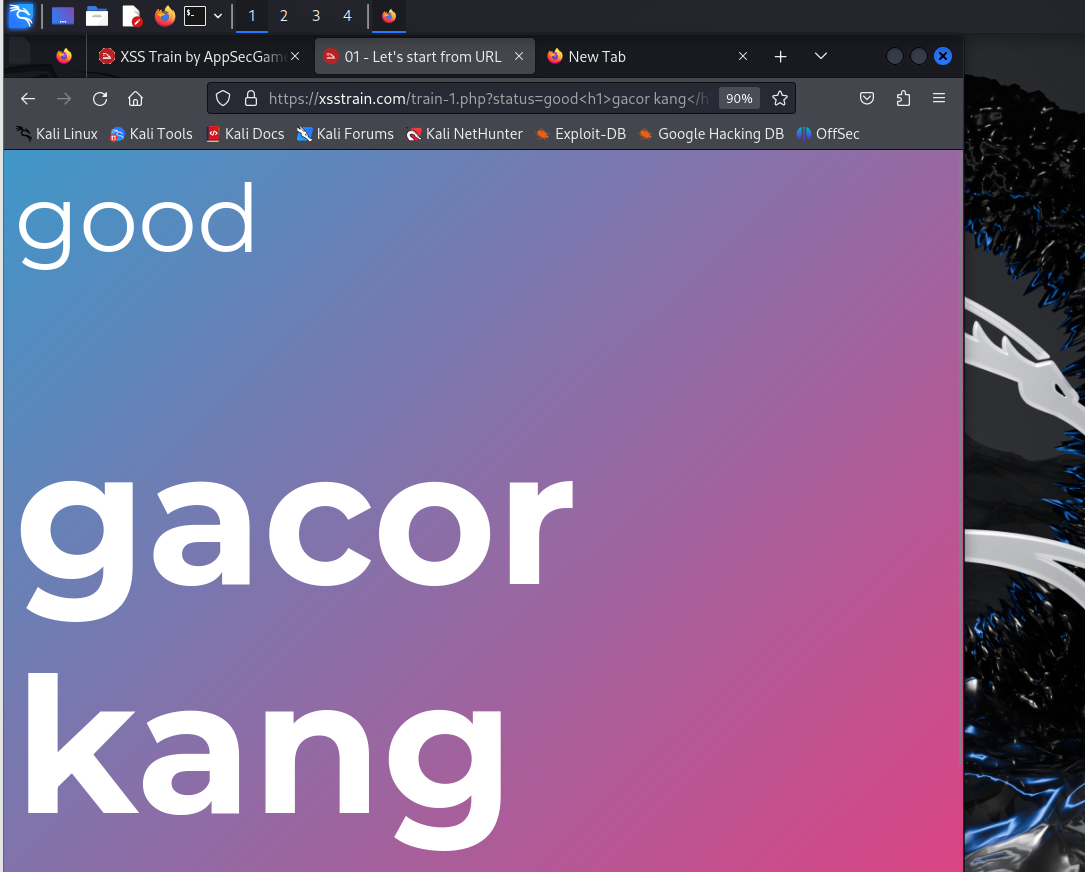 1 2 3 4
XSS Train by AppSecGam
01 - Let's start from URL
New Tab
https://xsstrain.com/train-1.php?status=good<h1>gacor kang</h
90%
Kali Linux
Kali Tools
Kali Docs
Kali Forums
Kali NetHunter
Exploit-DB
Google Hacking DB
OffSec
good
gacor
kang